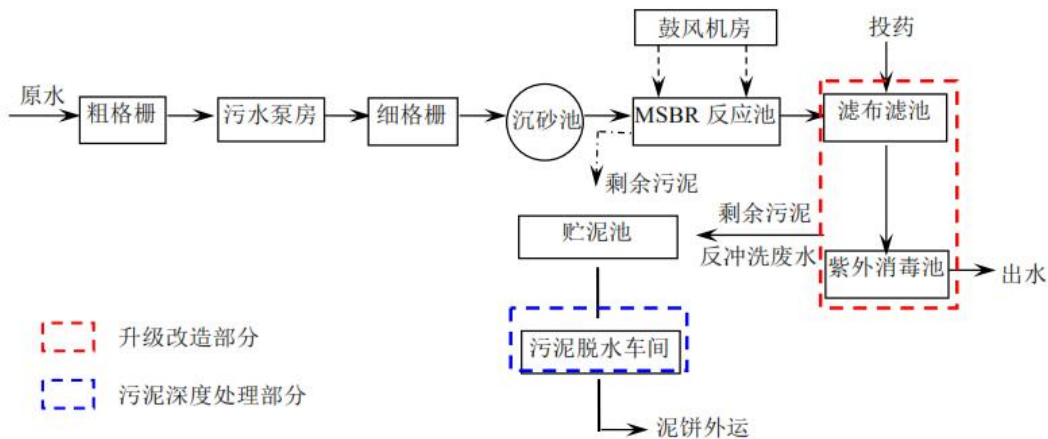 鼓风机房
投药
原水
粗格栅
污水泵房
细格栅
沉砂池
MSBR 反应池
滤布滤池
剩余污泥
贮泥池
剩余污泥
反冲洗废水
紫外消毒池
出水
升级改造部分
污泥脱水车间
污泥深度处理部分
泥饼外运